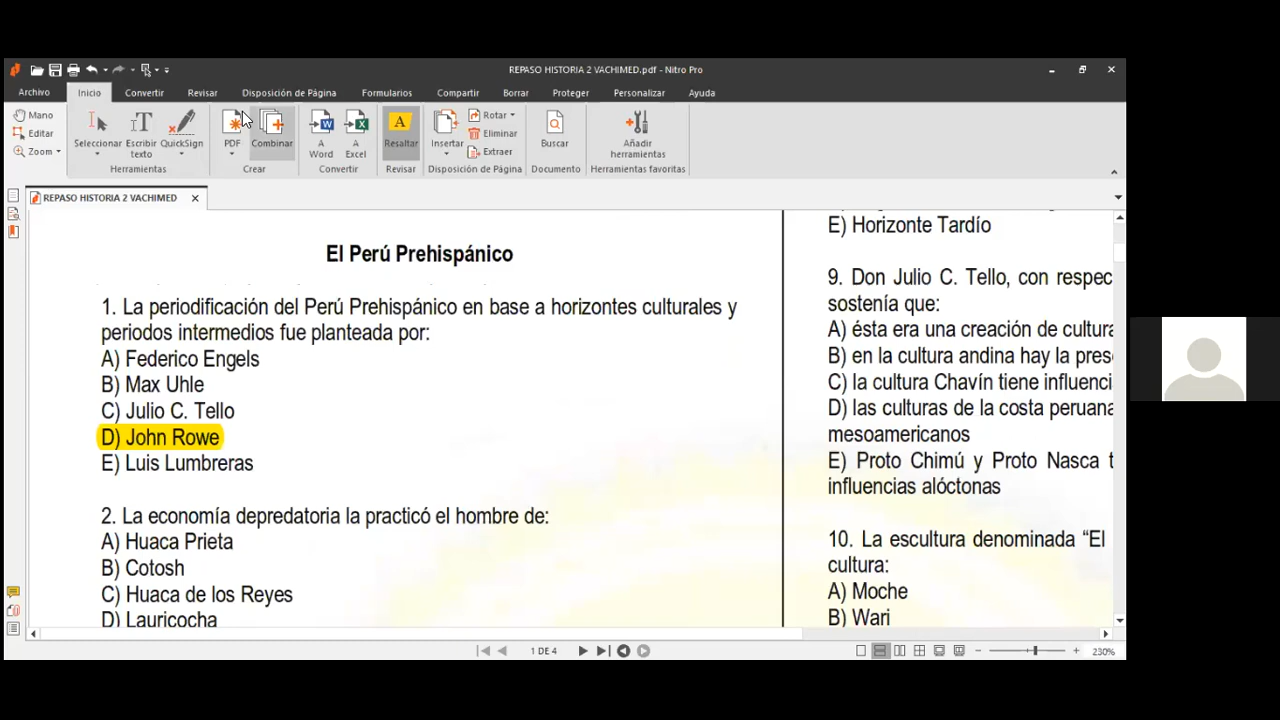 REPASO HISTORIA 2 VACHIMED.pdf - Nitro Pro
Archivo
Inicio
Convertir
Revisar
Disposición de Página
Formularios
Compartir
Borrar
Proteger
Personalizar
Ayuda
Mano
Editar
Zoom
Seleccionar
Escribir texto
QuickSign
PDF
Combinar
A Word
A Excel
Resaltar
Insertar
Rotar
Eliminar
Extraer
Buscar
Añadir herramientas
Herramientas
Crear
Convertir
Revisar
Disposición de Página
Documento
Herramientas favoritas
REPASO HISTORIA 2 VACHIMED
El Perú Prehispánico
1. La periodificación del Perú Prehispánico en base a horizontes culturales y
periodos intermedios fue planteada por:
A) Federico Engels
B) Max Uhle
C) Julio C. Tello
D) John Rowe
E) Luis Lumbreras
2. La economía depredatoria la practicó el hombre de:
A) Huaca Prieta
B) Cotosh
C) Huaca de los Reyes
D) Lauricocha
E) Horizonte Tardío
9. Don Julio C. Tello, con respec
sostenía que:
A) ésta era una creación de cultura
B) en la cultura andina hay la pres
C) la cultura Chavín tiene influenci
D) las culturas de la costa peruana
mesoamericanos
E) Proto Chimú y Proto Nasca t
influencias alóctonas
10. La escultura denominada “El
cultura:
A) Moche
B) Wari
1 DE 4
230%